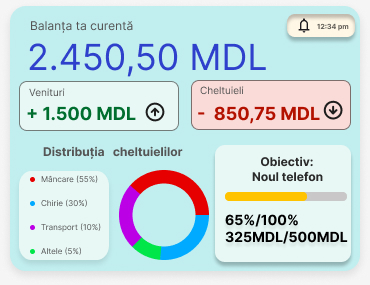 Balanța ta curentă
12:34 pm
2.450,50 MDL
Venituri
+ 1.500 MDL
Cheltuieli
- 850,75 MDL
Distribuția cheltuielilor
Mâncare (55%)
Chirie (30%)
Transport (10%)
Altele (5%)
Obiectiv:
Noul telefon
65%/100%
325MDL/500MDL